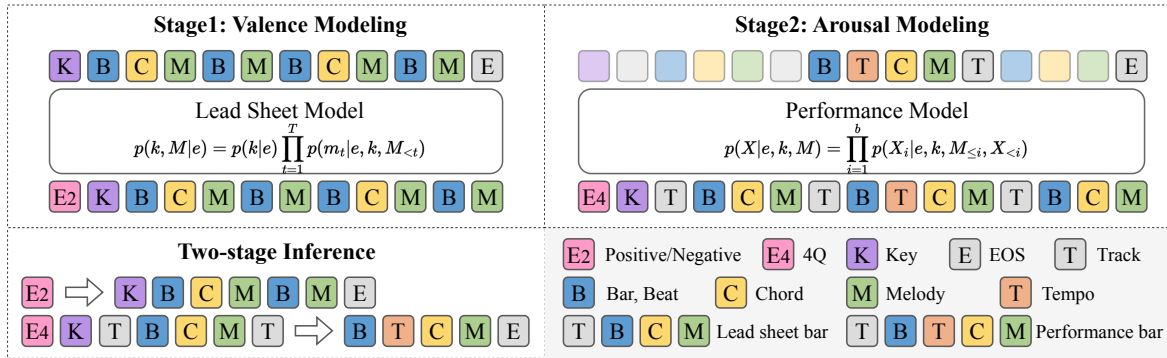 Stage1: Valence Modeling
K B C M B M B C M B M E
Lead Sheet Model
p(k, M|e) = p(k|e) ∏_{t=1}^{T} p(m_t|e, k, M_{<t})
E2 K B C M B M B C M B M
Stage2: Arousal Modeling
B T C M T E
Performance Model
p(X|e, k, M) = ∏_{i=1}^{b} p(X_i|e, k, M_{≤i}, X_{<i})
E4 K T B C M T B T C M T B C M
Two-stage Inference
E2 K B C M B M E
E4 K T B C M T B T C M E
E2 Positive/Negative E4 4Q K Key E EOS T Track
B Bar, Beat C Chord M Melody T Tempo
T B C M Lead sheet bar T B T C M Performance bar